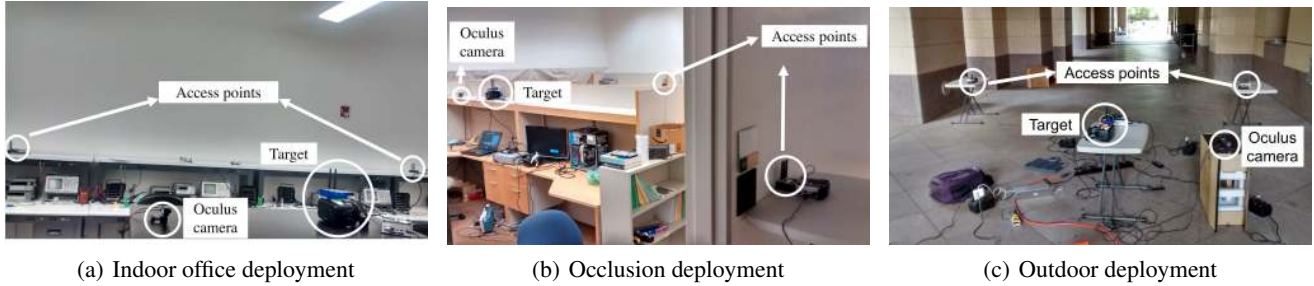 Access points
Target
Oculus
camera
Oculus
camera
Access points
Target
Access points
Target
Oculus
camera
(a) Indoor office deployment
(b) Occlusion deployment
(c) Outdoor deployment